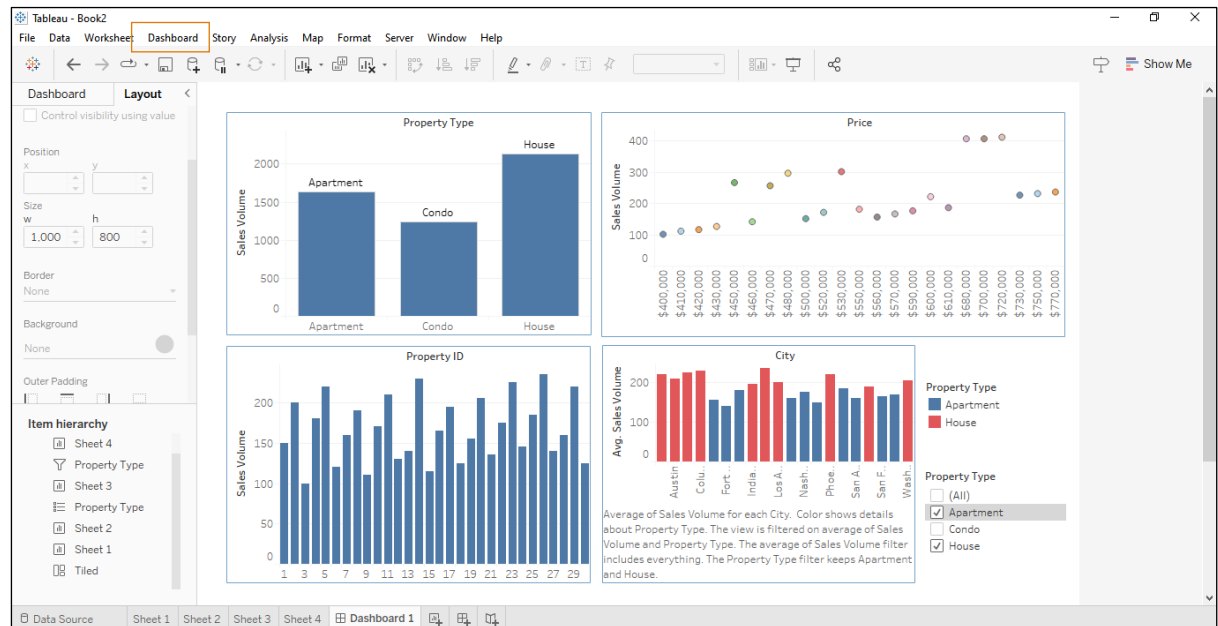 Tableau - Book2
File Data Worksheet Dashboard Story Analysis Map Format Server Window Help
Show Me
Dashboard Layout
Control visibility using value
Position
x y
Size
w h
1,000 800
Border
None
Background
None
Outer Padding
Item hierarchy
Sheet 4
Property Type
Sheet 3
Property Type
Sheet 2
Sheet 1
Tiled
Property Type
Sales Volume
2000
1500
1000
500
0
Apartment
Condo
House
Apartment Condo House
Price
Sales Volume
400
300
200
100
0
$400,000 $410,000 $420,000 $430,000 $450,000 $460,000 $470,000 $480,000 $500,000 $520,000 $530,000 $550,000 $560,000 $570,000 $590,000 $600,000 $610,000 $680,000 $700,000 $720,000 $730,000 $750,000 $770,000
Property ID
Sales Volume
200
150
100
50
0
1 3 5 7 9 11 13 15 17 19 21 23 25 27 29
City
Avg. Sales Volume
200
100
0
Austin Colu.. Fort .. India.. Los A.. Nash.. Phoe.. San A.. San F.. Wash..
Average of Sales Volume for each City. Color shows details
about Property Type. The view is filtered on average of Sales
Volume and Property Type. The average of Sales Volume filter
includes everything. The Property Type filter keeps Apartment
and House.
Property Type
Apartment
House
Property Type
(All)
Apartment
Condo
House
Data Source Sheet 1 Sheet 2 Sheet 3 Sheet 4 Dashboard 1